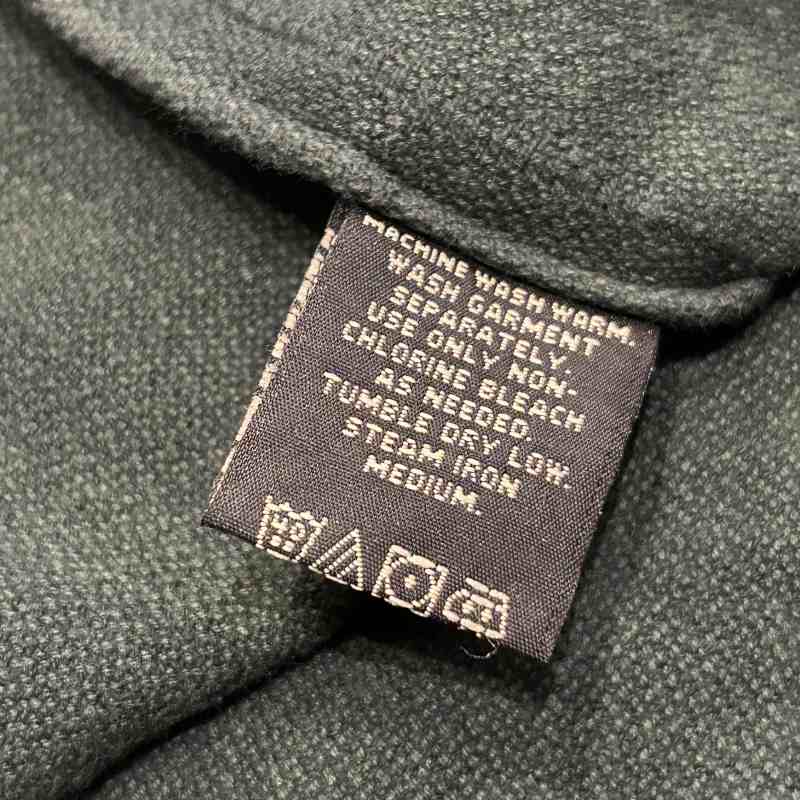 MACHINE WASH WARM.
WASH GARMENT
SEPARATELY.
USE ONLY NON-
CHLORINE BLEACH
AS NEEDED.
TUMBLE DRY LOW.
STEAM IRON
MEDIUM.
40